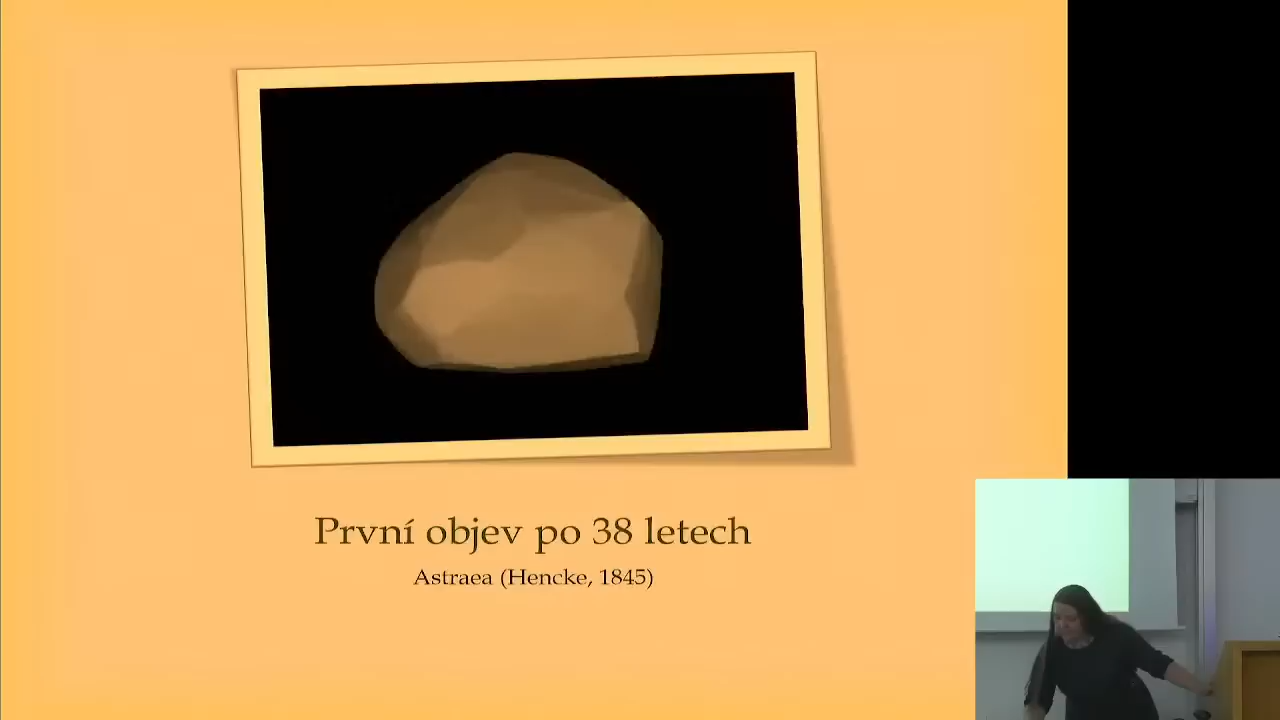 První objev po 38 letech
Astraea (Hencke, 1845)